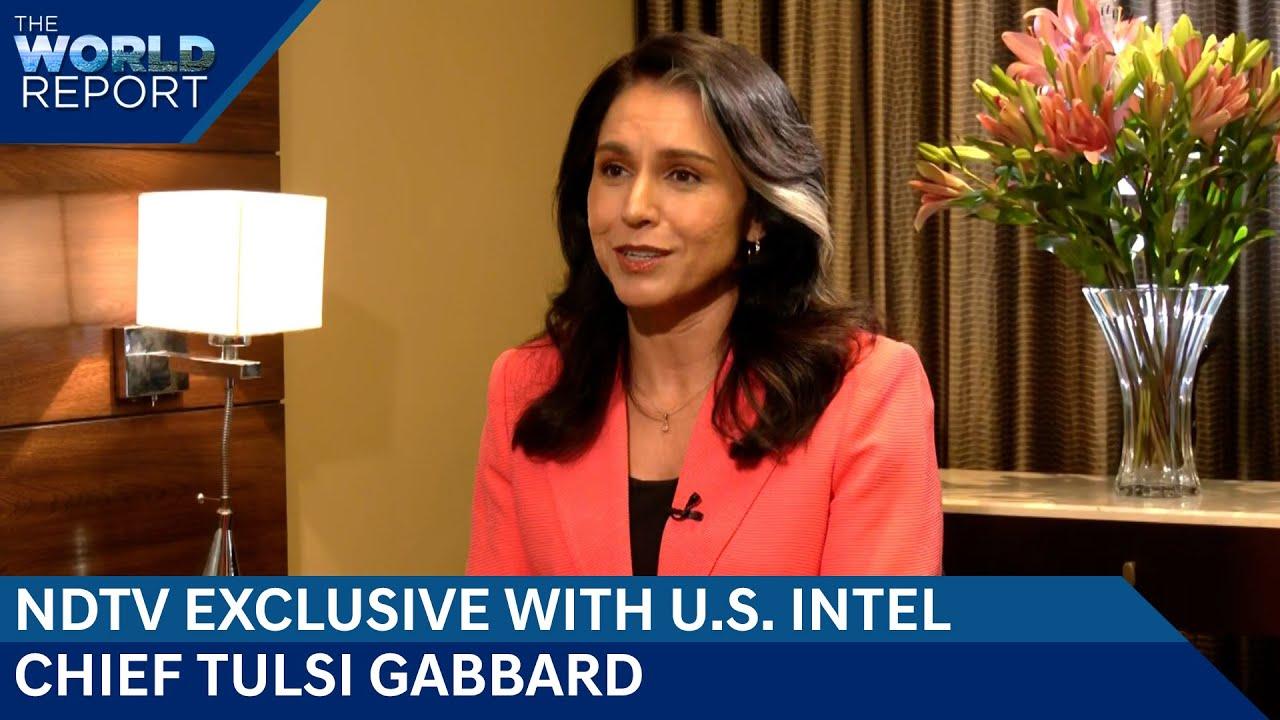 THE
WORLD
REPORT
NDTV EXCLUSIVE WITH U.S. INTEL
CHIEF TULSI GABBARD